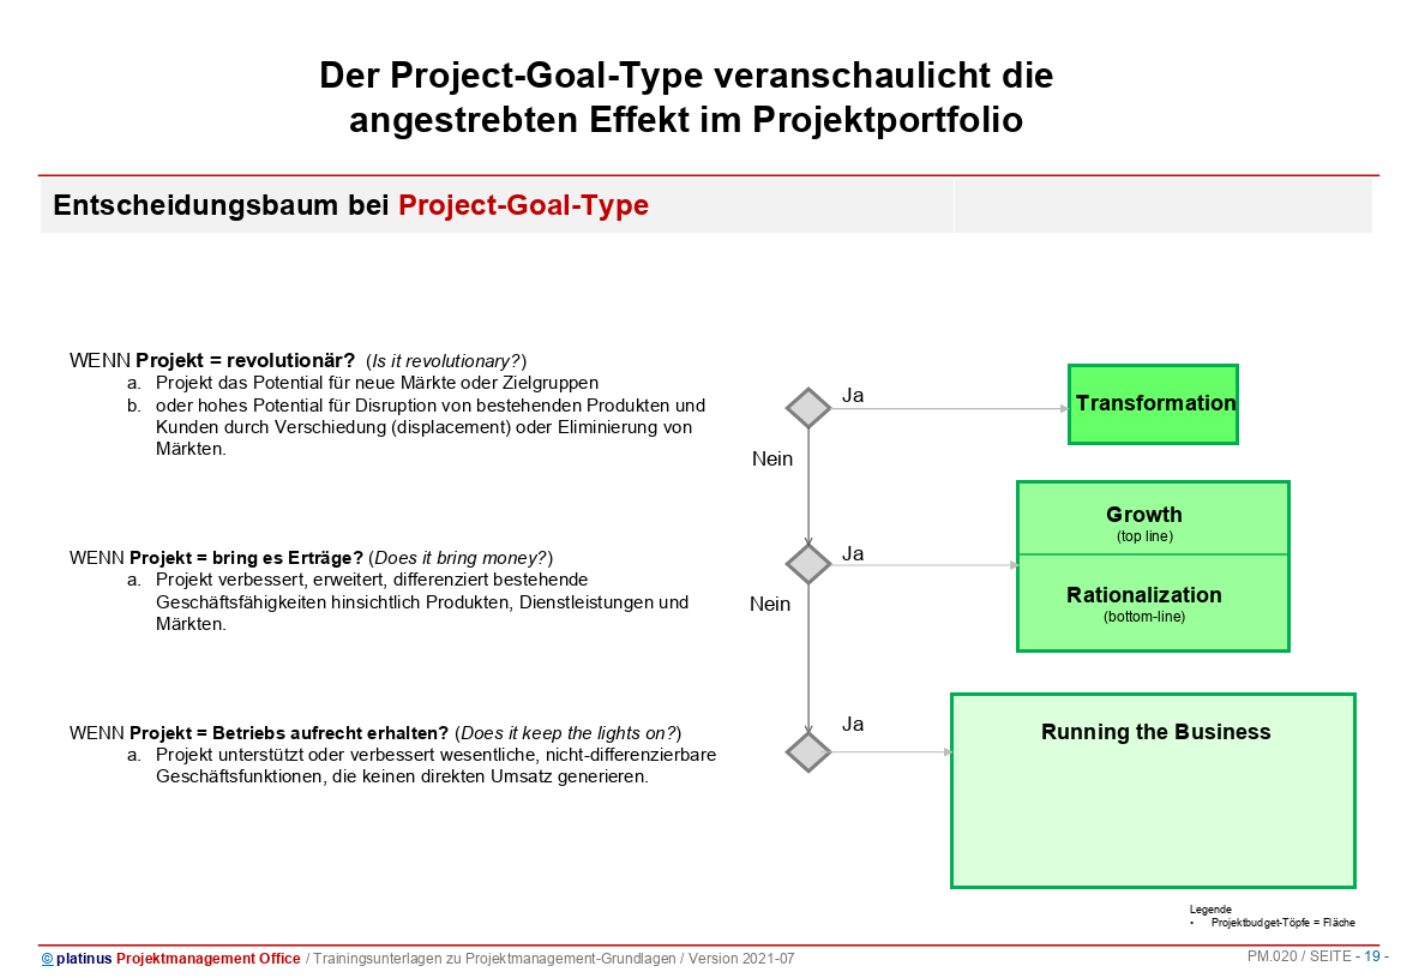 Der Project-Goal-Type veranschaulicht die
angestrebten Effekt im Projektportfolio
Entscheidungsbaum bei Project-Goal-Type
WENN Projekt = revolutionär? (Is it revolutionary?)
a. Projekt das Potential für neue Märkte oder Zielgruppen
b. oder hohes Potential für Disruption von bestehenden Produkten und
Kunden durch Verschiedung (displacement) oder Eliminierung von
Märkten.
Ja
Nein
Transformation
WENN Projekt = bring es Erträge? (Does it bring money?)
a. Projekt verbessert, erweitert, differenziert bestehende
Geschäftsfähigkeiten hinsichtlich Produkten, Dienstleistungen und
Märkten.
Ja
Nein
Growth
(top line)
Rationalization
(bottom-line)
WENN Projekt = Betriebs aufrecht erhalten? (Does it keep the lights on?)
a. Projekt unterstützt oder verbessert wesentliche, nicht-differenzierbare
Geschäftsfunktionen, die keinen direkten Umsatz generieren.
Ja
Running the Business
Legende
• Projektbudget-Töpfe = Fläche
© platinus Projektmanagement Office / Trainingsunterlagen zu Projektmanagement-Grundlagen / Version 2021-07
PM.020 / SEITE - 19 -